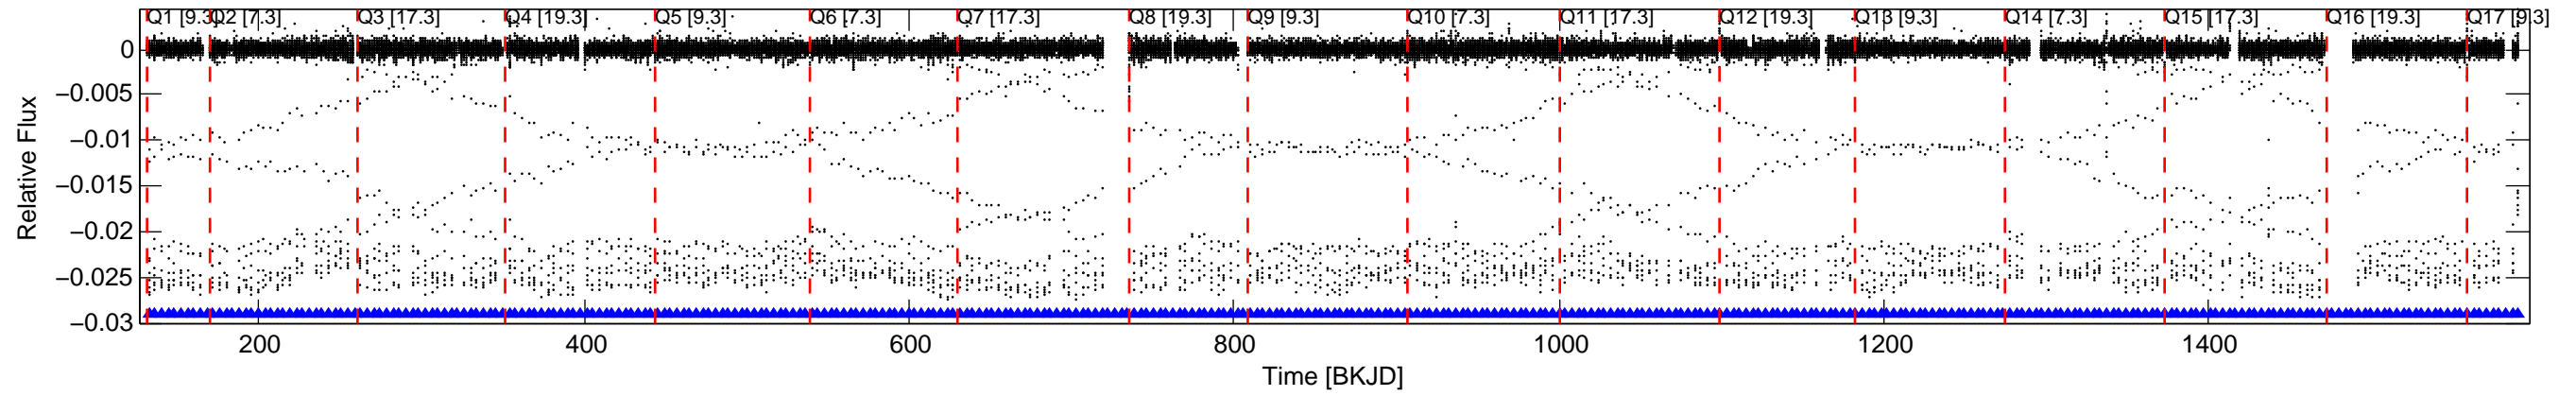 Q1 [9.3] Q2 [7.3] Q3 [17.3] Q4 [19.3] Q5 [9.3] Q6 [7.3] Q7 [17.3] Q8 [19.3] Q9 [9.3] Q10 [7.3] Q11 [17.3] Q12 [19.3] Q13 [9.3] Q14 [7.3] Q15 [17.3] Q16 [19.3] Q17 [9.3]
0
−0.005
−0.01
−0.015
−0.02
−0.025
−0.03
Relative Flux
200 400 600 800 1000 1200 1400
Time [BKJD]